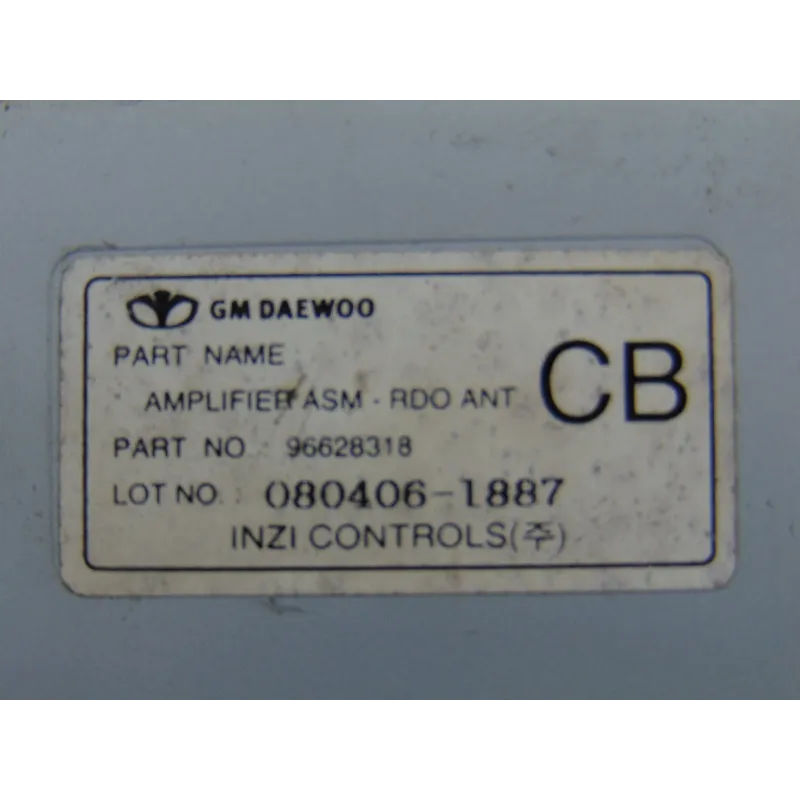 GM DAEWOO
PART NAME :
AMPLIFIER ASM - RDO ANT
CB
PART NO. : 96628318
LOT NO. : 080406-1887
INZI CONTROLS(주)